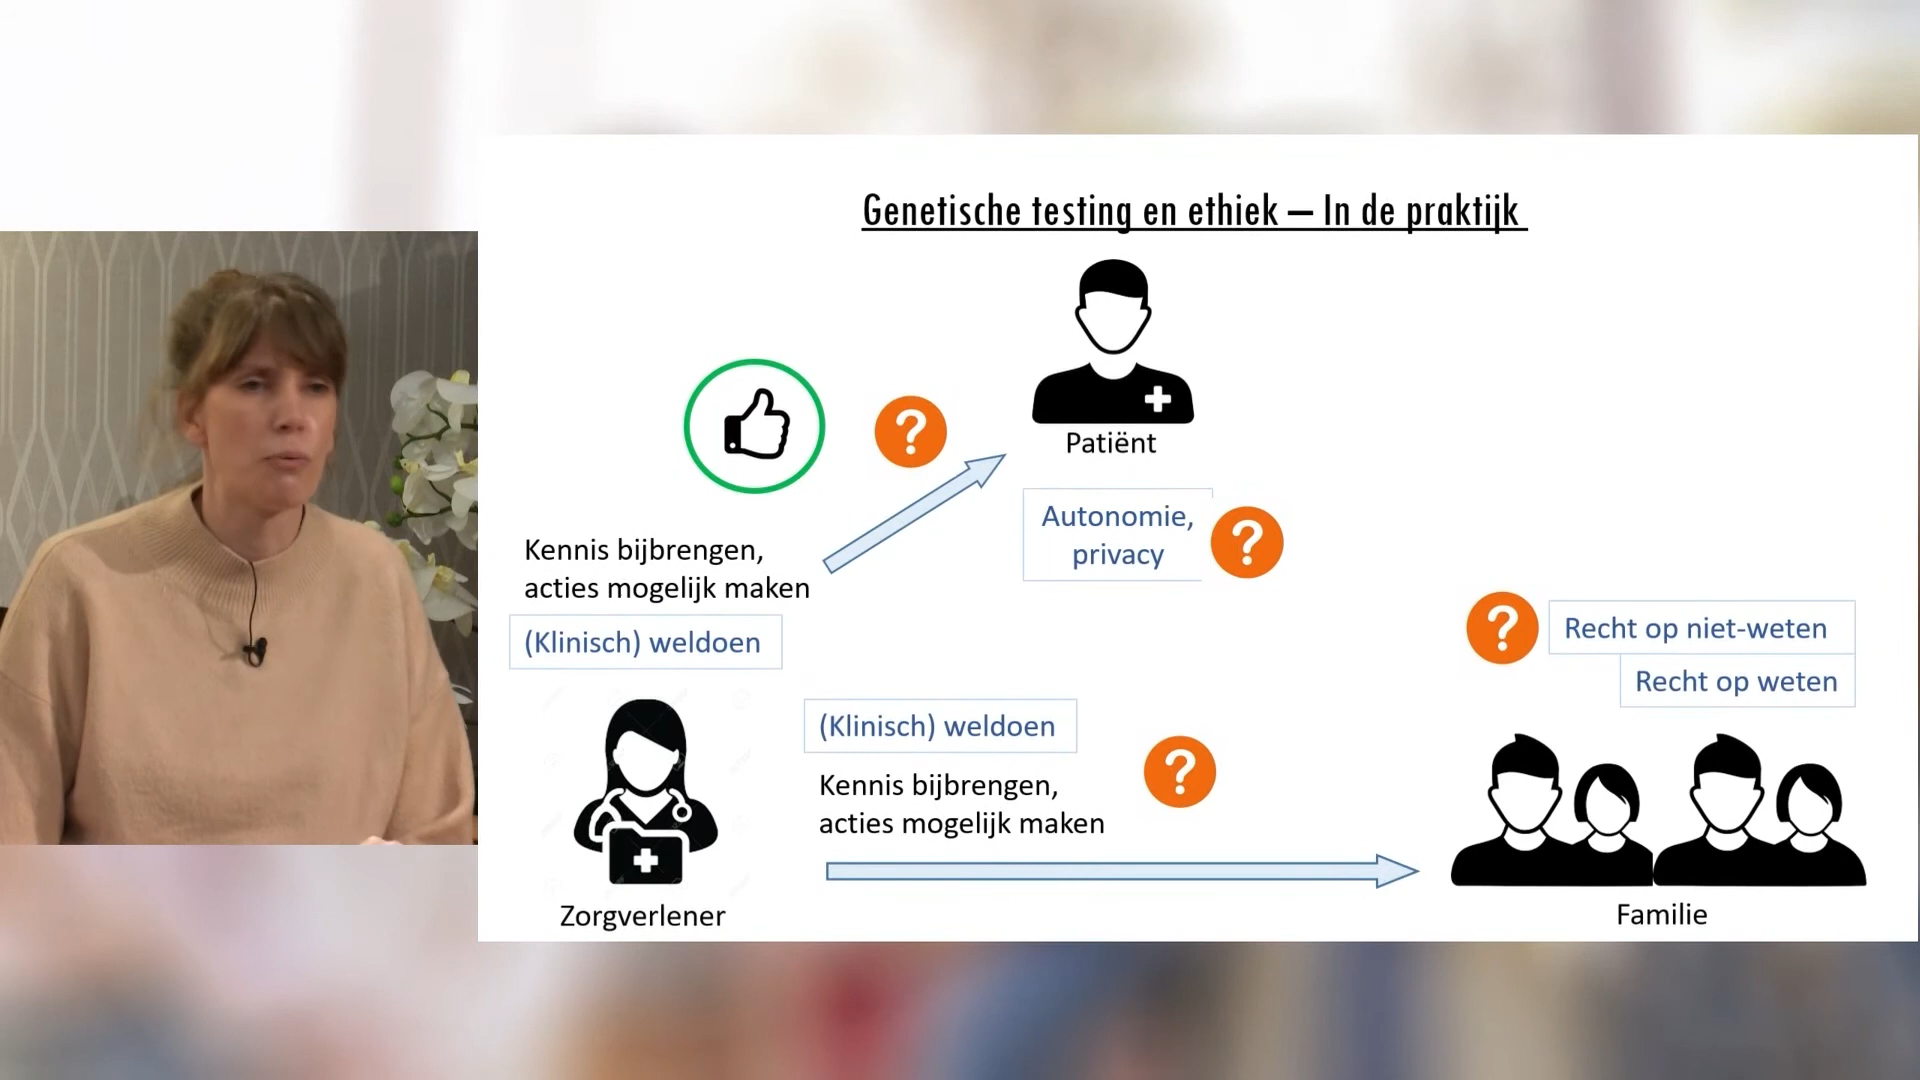 Genetische testing en ethiek – In de praktijk
Patiënt
Autonomie,
privacy
Kennis bijbrengen,
acties mogelijk maken
(Klinisch) weldoen
Recht op niet-weten
Recht op weten
(Klinisch) weldoen
Kennis bijbrengen,
acties mogelijk maken
Zorgverlener
Familie